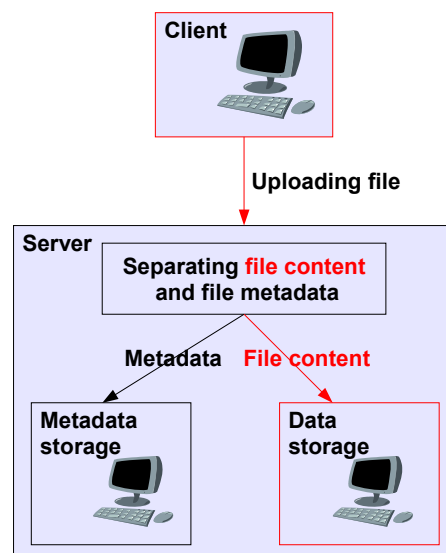 Client
Uploading file
Server
Separating file content
and file metadata
Metadata
File content
Metadata
storage
Data
storage